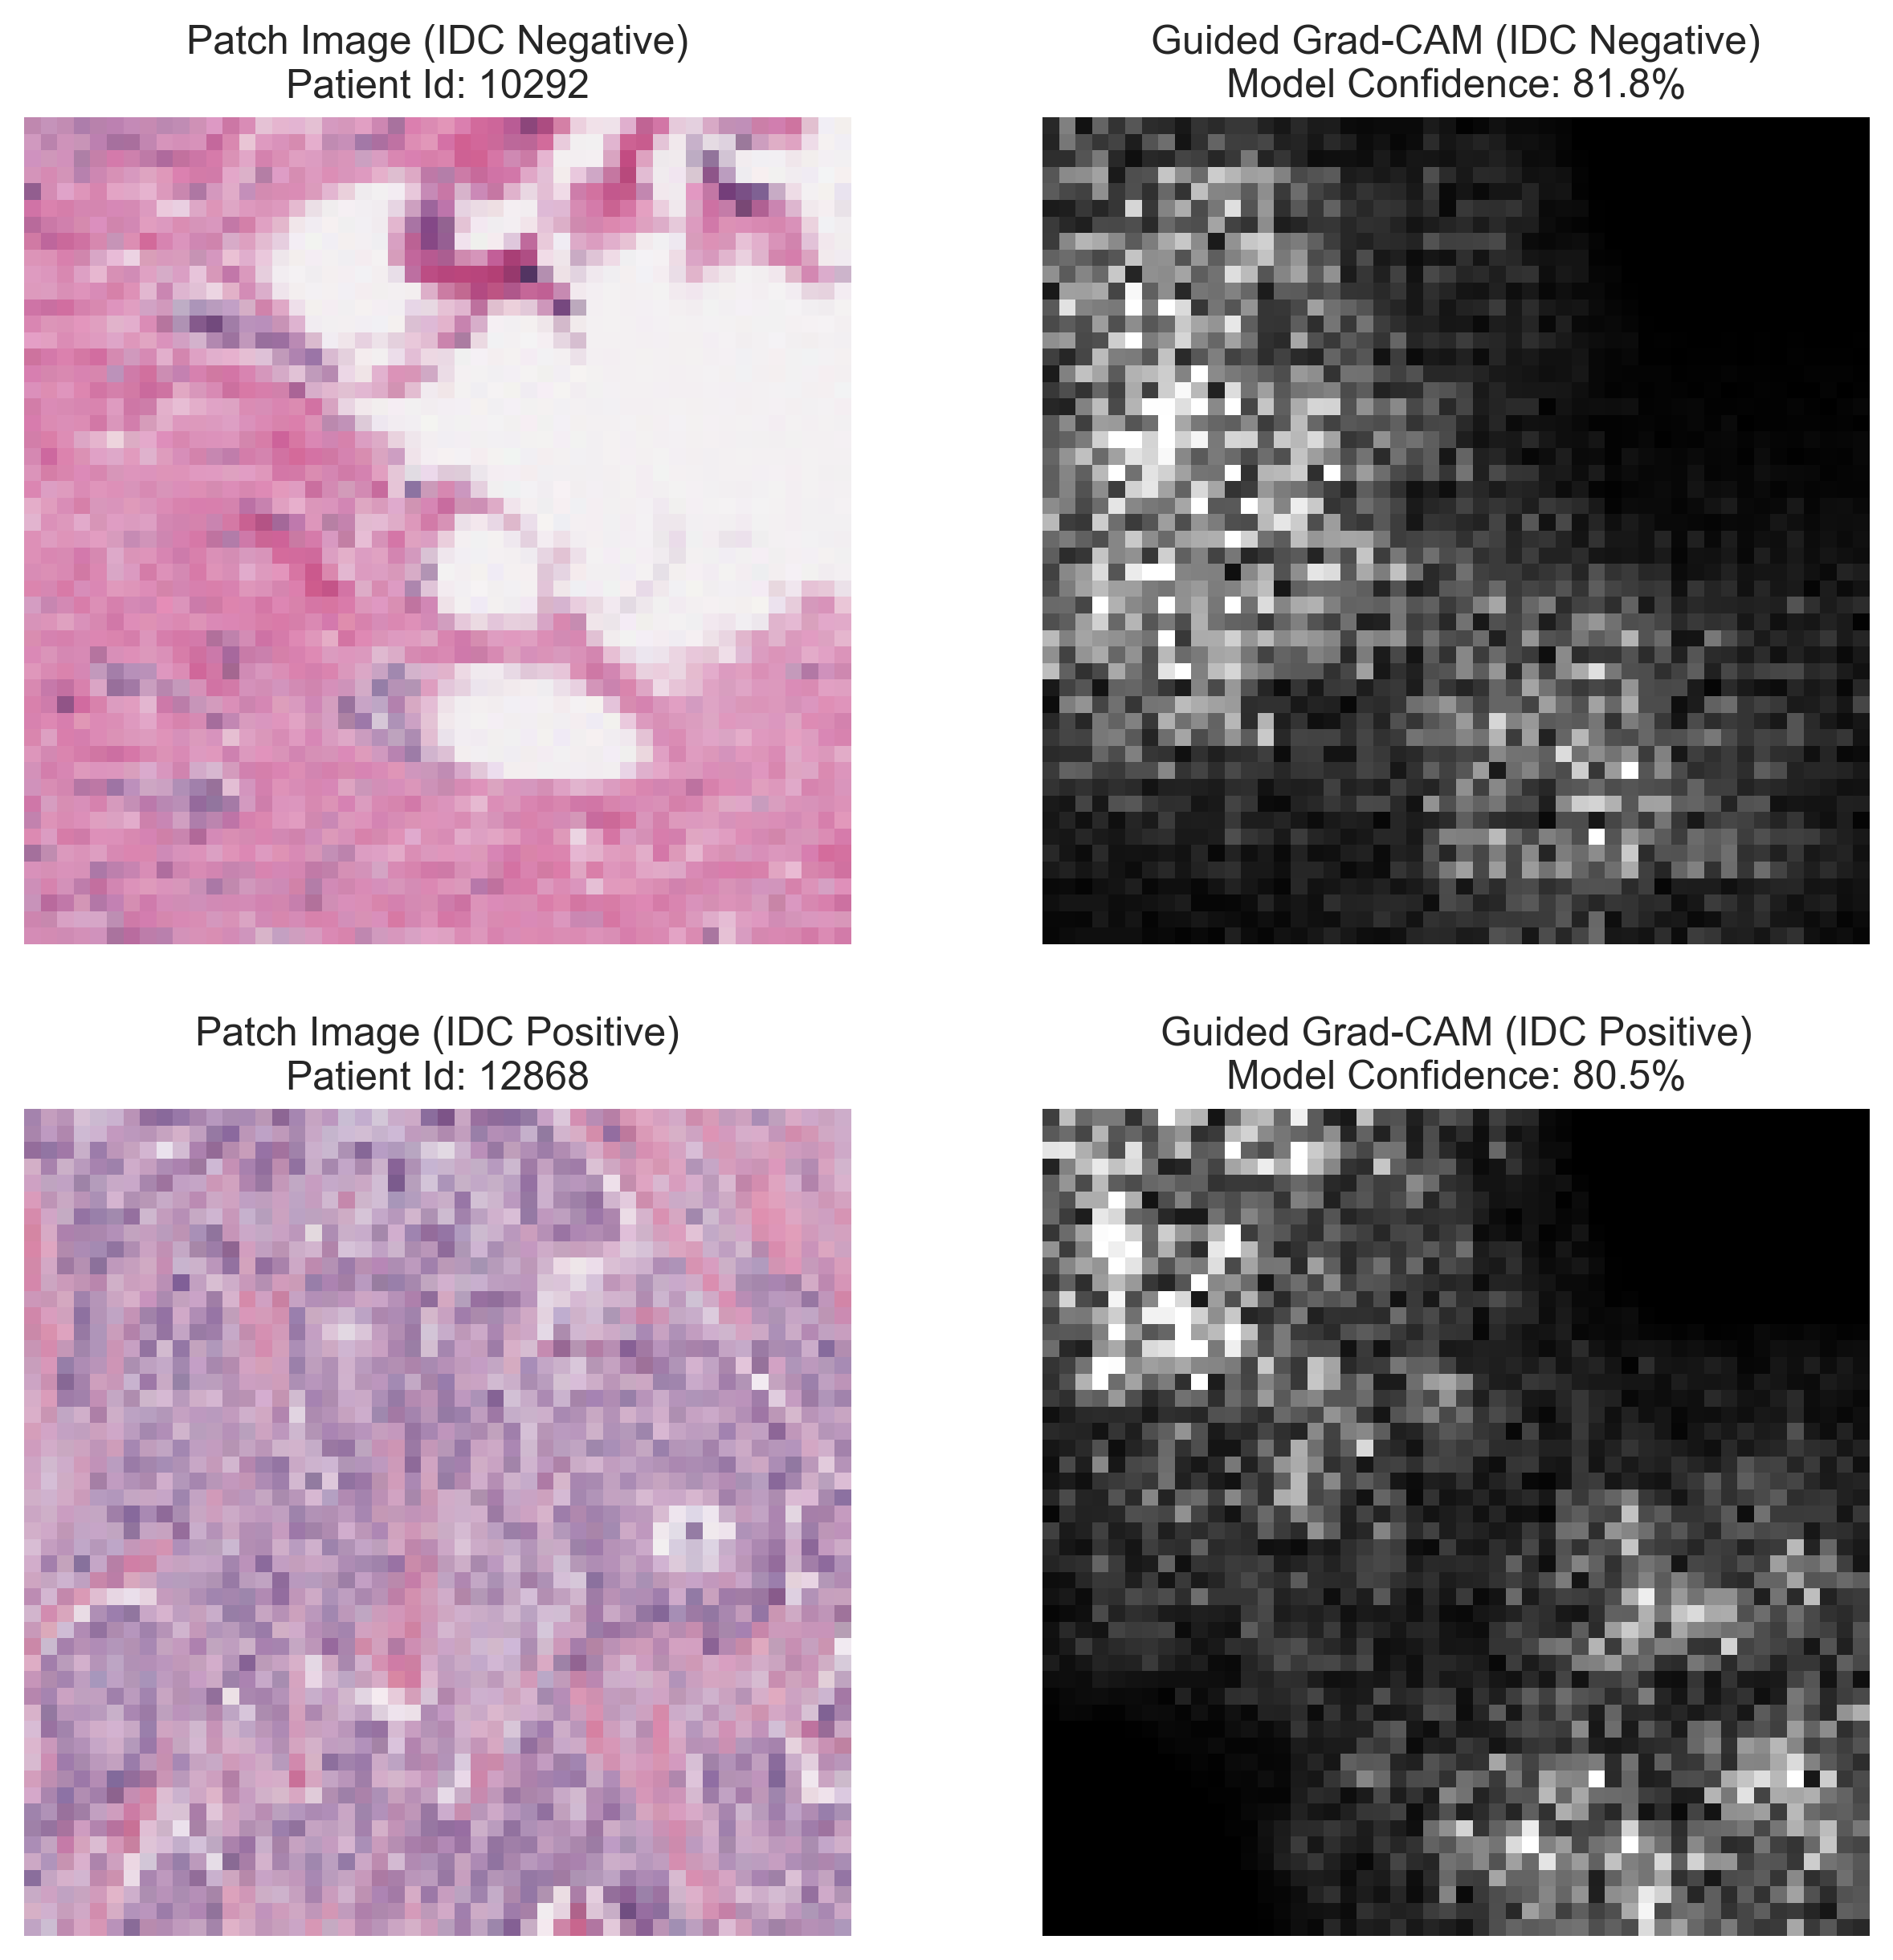 Patch Image (IDC Negative)
Patient Id: 10292
Guided Grad-CAM (IDC Negative)
Model Confidence: 81.8%
Patch Image (IDC Positive)
Patient Id: 12868
Guided Grad-CAM (IDC Positive)
Model Confidence: 80.5%